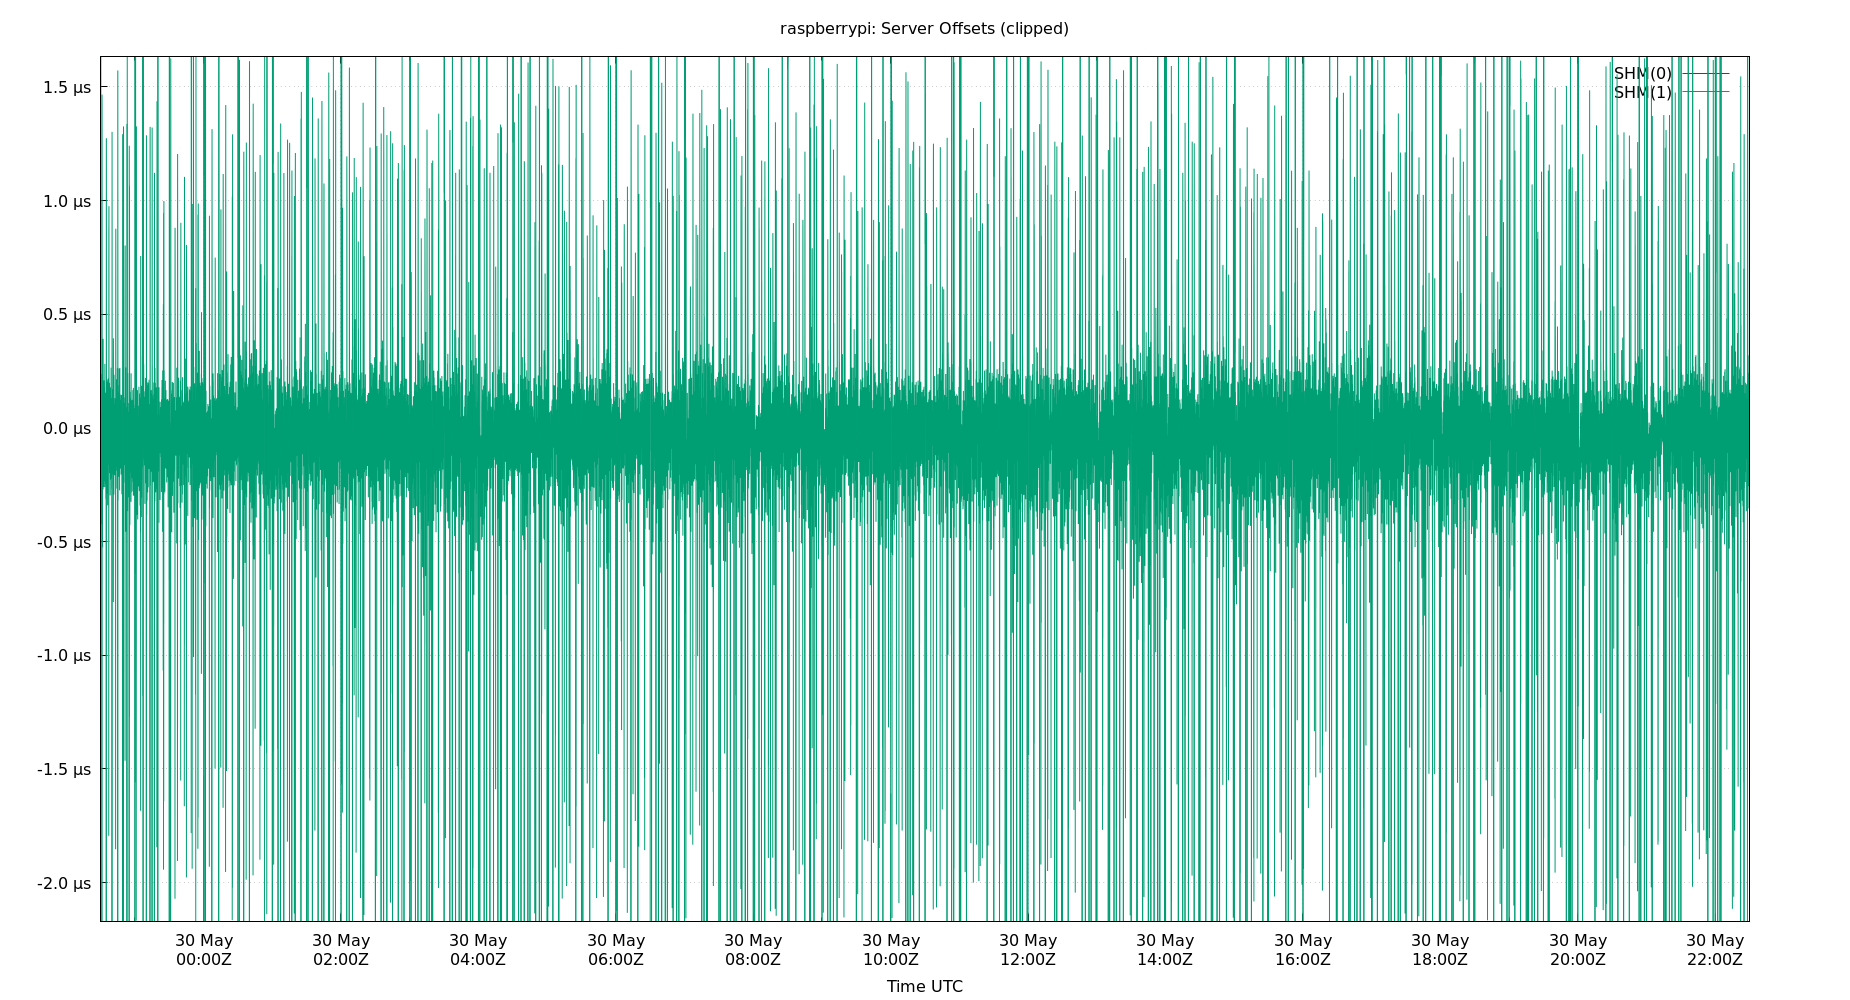 raspberrypi: Server Offsets (clipped)
SHM(0)
SHM(1)
1.5 µs
1.0 µs
0.5 µs
0.0 µs
-0.5 µs
-1.0 µs
-1.5 µs
-2.0 µs
30 May 30 May 30 May 30 May 30 May 30 May 30 May 30 May 30 May 30 May 30 May 30 May
00:00Z 02:00Z 04:00Z 06:00Z 08:00Z 10:00Z 12:00Z 14:00Z 16:00Z 18:00Z 20:00Z 22:00Z
Time UTC